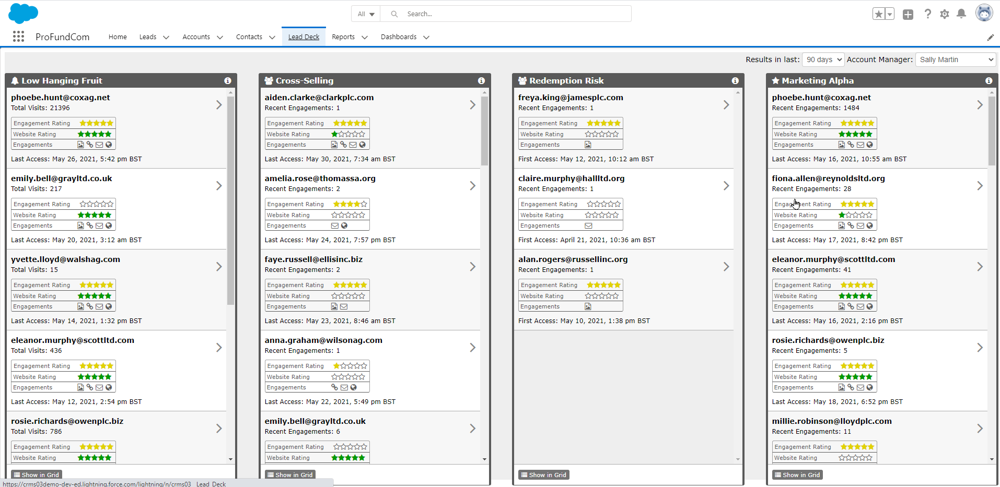 All
Search...
ProFundCom
Home
Leads
Accounts
Contacts
Lead Deck
Reports
Dashboards
Results in last: 90 days Account Manager: Sally Martin
Low Hanging Fruit
phoebe.hunt@coxag.net
Total Visits: 21396
Engagement Rating
Website Rating
Engagements
Last Access: May 26, 2021, 5:42 pm BST
emily.bell@grayltd.co.uk
Total Visits: 217
Engagement Rating
Website Rating
Engagements
Last Access: May 20, 2021, 3:12 am BST
yvette.lloyd@walshag.com
Total Visits: 15
Engagement Rating
Website Rating
Engagements
Last Access: May 14, 2021, 1:32 pm BST
eleanor.murphy@scottltd.com
Total Visits: 436
Engagement Rating
Website Rating
Engagements
Last Access: May 12, 2021, 2:54 pm BST
rosie.richards@owenplc.biz
Total Visits: 786
Engagement Rating
Website Rating
Show in Grid
Cross-Selling
aiden.clarke@clarkplc.com
Recent Engagements: 1
Engagement Rating
Website Rating
Engagements
Last Access: May 30, 2021, 7:34 am BST
amelia.rose@thomassa.org
Recent Engagements: 2
Engagement Rating
Website Rating
Engagements
Last Access: May 24, 2021, 7:57 pm BST
faye.russell@ellisinc.biz
Recent Engagements: 2
Engagement Rating
Website Rating
Engagements
Last Access: May 23, 2021, 8:46 am BST
anna.graham@wilsonag.com
Recent Engagements: 1
Engagement Rating
Website Rating
Engagements
Last Access: May 22, 2021, 5:49 pm BST
emily.bell@grayltd.co.uk
Recent Engagements: 6
Engagement Rating
Website Rating
Show in Grid
Redemption Risk
freya.king@jamesplc.com
Recent Engagements: 1
Engagement Rating
Website Rating
Engagements
First Access: May 12, 2021, 10:12 am BST
claire.murphy@hallltd.org
Recent Engagements: 1
Engagement Rating
Website Rating
Engagements
First Access: April 21, 2021, 10:36 am BST
alan.rogers@russellinc.org
Recent Engagements: 1
Engagement Rating
Website Rating
Engagements
First Access: May 10, 2021, 1:38 pm BST
Show in Grid
Marketing Alpha
phoebe.hunt@coxag.net
Recent Engagements: 1484
Engagement Rating
Website Rating
Engagements
Last Access: May 16, 2021, 10:55 am BST
fiona.allen@reynoldsltd.org
Recent Engagements: 28
Engagement Rating
Website Rating
Engagements
Last Access: May 17, 2021, 8:42 pm BST
eleanor.murphy@scottltd.com
Recent Engagements: 41
Engagement Rating
Website Rating
Engagements
Last Access: May 16, 2021, 2:16 pm BST
rosie.richards@owenplc.biz
Recent Engagements: 5
Engagement Rating
Website Rating
Engagements
Last Access: May 18, 2021, 6:52 pm BST
millie.robinson@lloydplc.com
Recent Engagements: 11
Engagement Rating
Website Rating
Show in Grid
https://crms03demo-dev-ed.lightning.force.com/lightning/n/crms03__Lead_Deck